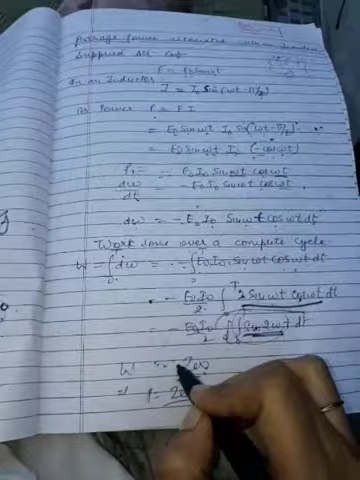 Average Power associated with an Inductor
Supplied AC emf
E = E₀ sin ωt
In an inductor I = I₀ sin(ωt - π/2)
Power P = EI
= E₀ sin ωt I₀ sin(ωt - π/2)
= E₀ sin ωt I₀ (-cos ωt)
= - E₀ I₀ sin ωt cos ωt
dw/dt = - E₀ I₀ sin ωt cos ωt
dw = - E₀ I₀ sin ωt cos ωt dt
Work done over a complete cycle
W = ∫₀ᵀ dw = - ∫₀ᵀ E₀ I₀ sin ωt cos ωt dt
- E₀I₀/2 ∫₀ᵀ 2 sin ωt cos ωt dt
= - E₀I₀/2 ∫ sin 2ωt dt
W = Zero
⇒ P =